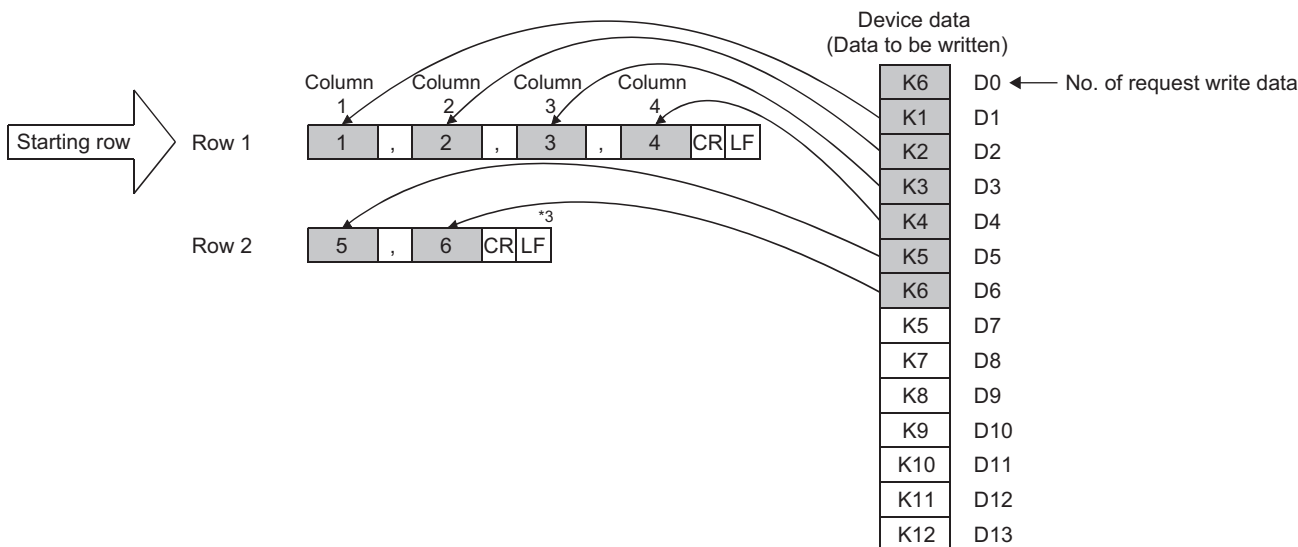 Device data
(Data to be written)
K6 D0 No. of request write data
Column Column Column Column
1 2 3 4
K1 D1
Starting row Row 1 1 , 2 , 3 , 4 CR LF
K2 D2
K3 D3
K4 D4
*3
Row 2 5 , 6 CR LF
K5 D5
K6 D6
K5 D7
K7 D8
K8 D9
K9 D10
K10 D11
K11 D12
K12 D13